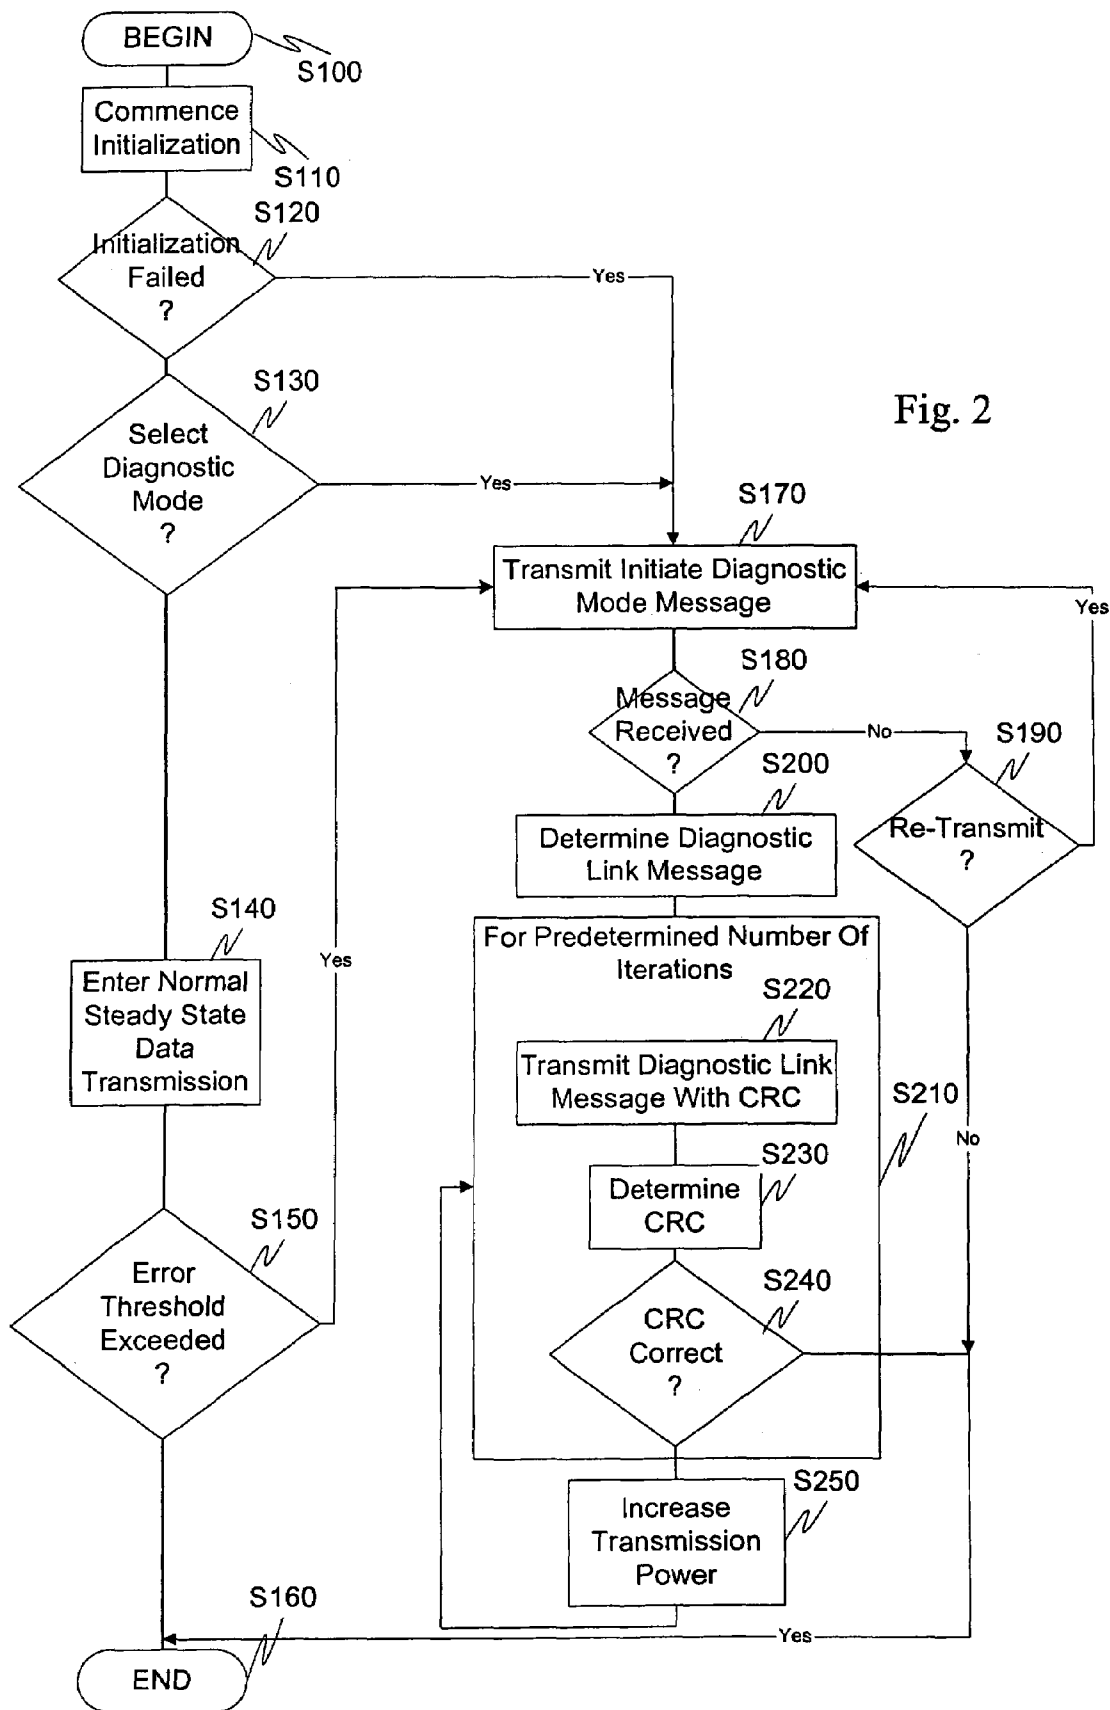 BEGIN
S100
Commence
Initialization
S110
S120
Initialization
Failed
?
Yes
S130
Select
Diagnostic
Mode
?
Yes
Fig. 2
S170
Transmit Initiate Diagnostic
Mode Message
Yes
S180
Message
Received
?
No
S190
Re-Transmit
?
S200
Determine Diagnostic
Link Message
S140
Enter Normal
Steady State
Data
Transmission
Yes
For Predetermined Number Of
Iterations
S220
Transmit Diagnostic Link
Message With CRC
S210
No
S230
Determine
CRC
S150
Error
Threshold
Exceeded
?
S240
CRC
Correct
?
S250
Increase
Transmission
Power
S160
Yes
END